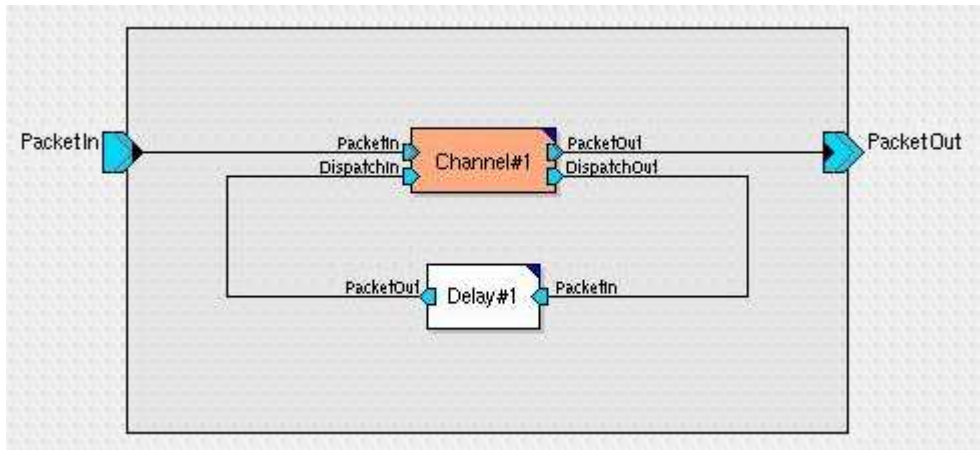 PacketIn
PacketIn
DispatchIn
Channel#1
PacketOut
DispatchOut
PacketOut
PacketOut
Delay#1
PacketIn